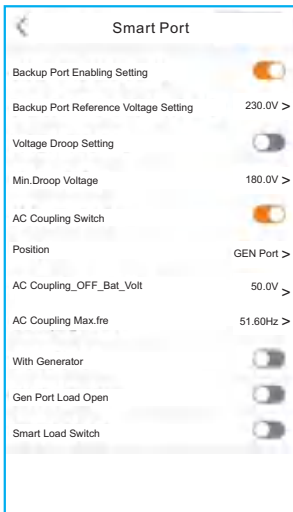 Smart Port
Backup Port Enabling Setting
Backup Port Reference Voltage Setting 230.0V >
Voltage Droop Setting
Min.Droop Voltage 180.0V >
AC Coupling Switch
Position GEN Port >
AC Coupling_OFF_Bat_Volt 50.0V >
AC Coupling Max.fre 51.60Hz >
With Generator
Gen Port Load Open
Smart Load Switch